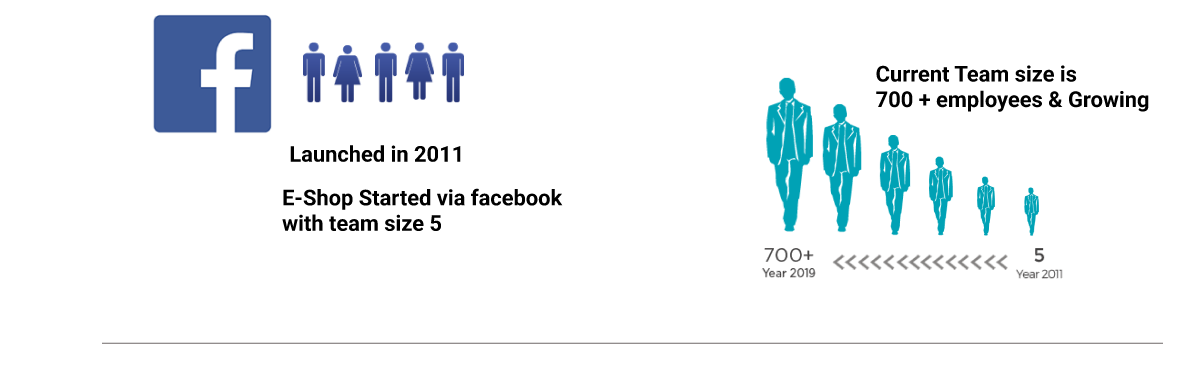 Launched in 2011
E-Shop Started via facebook
with team size 5
Current Team size is
700 + employees & Growing
700+
Year 2019
5
Year 2011